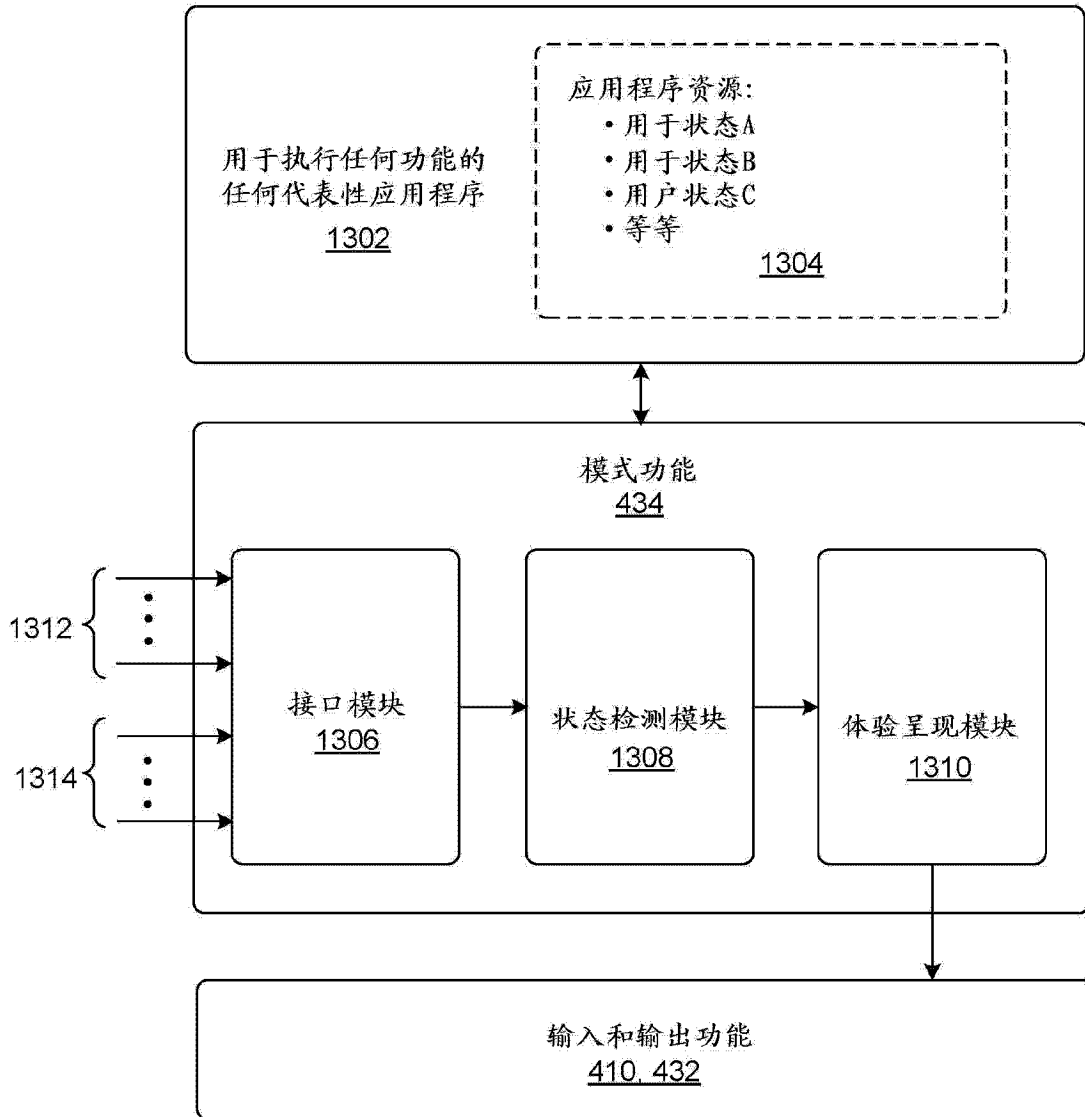 应用程序资源:
• 用于状态A
• 用于状态B
• 用户状态C
• 等等
1304
用于执行任何功能的
任何代表性应用程序
1302
模式功能
434
1312
1314
接口模块
1306
状态检测模块
1308
体验呈现模块
1310
输入和输出功能
410, 432